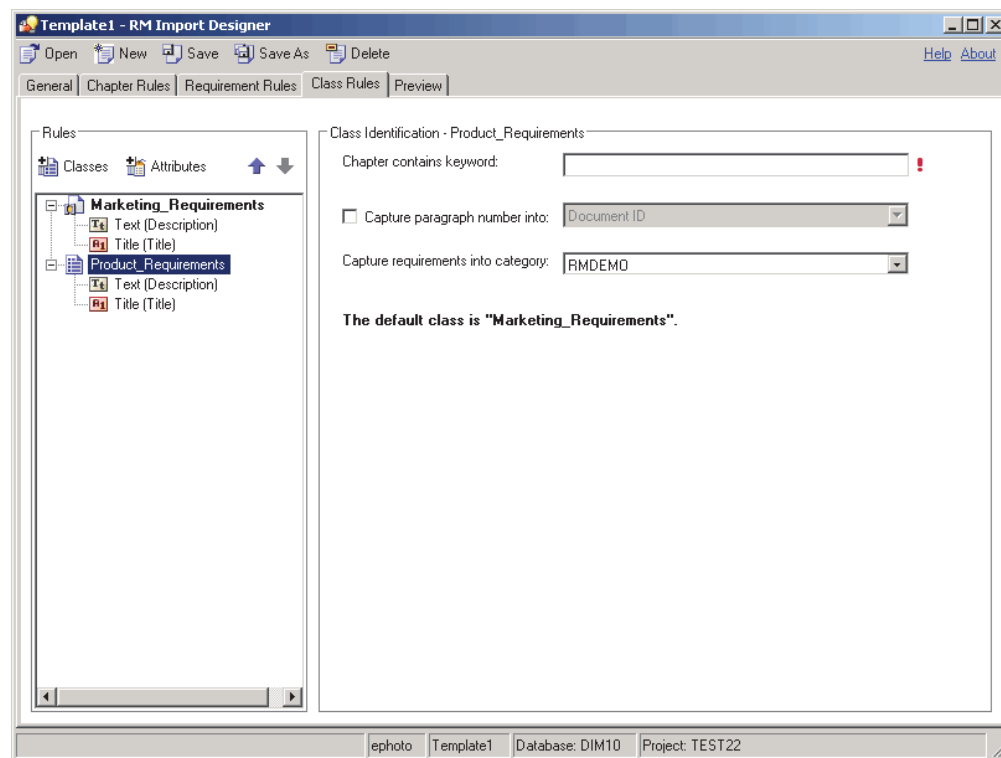 Template1 - RM Import Designer
Open New Save Save As Delete Help About
General Chapter Rules Requirement Rules Class Rules Preview
Rules
Classes Attributes
Marketing_Requirements
Text (Description)
Title (Title)
Product_Requirements
Text (Description)
Title (Title)
Class Identification - Product_Requirements
Chapter contains keyword: !
Capture paragraph number into: Document ID
Capture requirements into category: RMDEMO
The default class is "Marketing_Requirements".
ephoto Template1 Database: DIM10 Project: TEST22